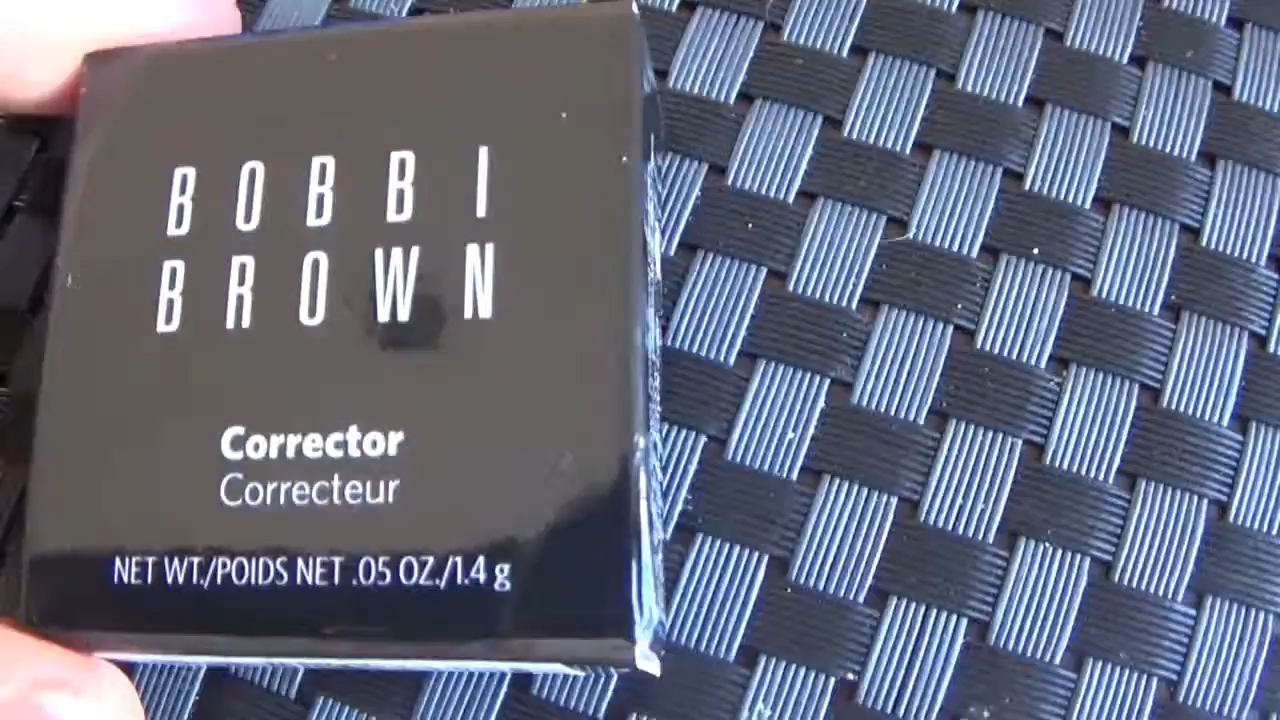 BOBBI
BROWN
Corrector
Correcteur
NET WT./POIDS NET .05 OZ./1.4 g